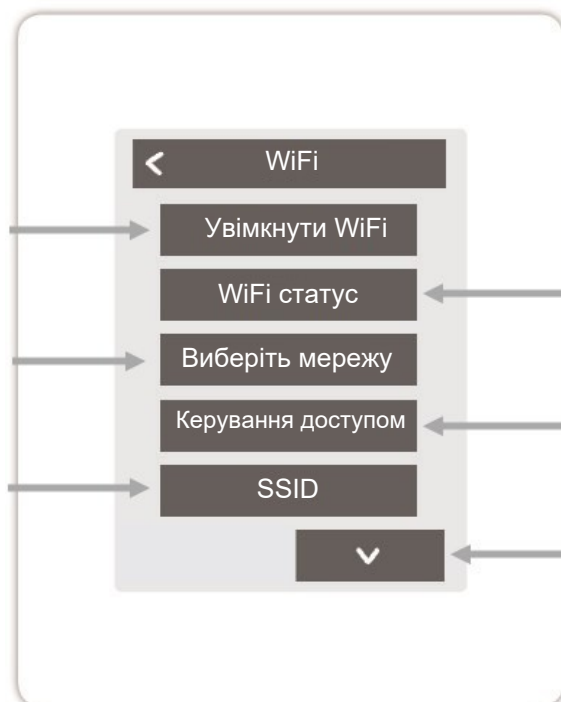 WiFi
Увімкнути WiFi
WiFi статус
Виберіть мережу
Керування доступом
SSID